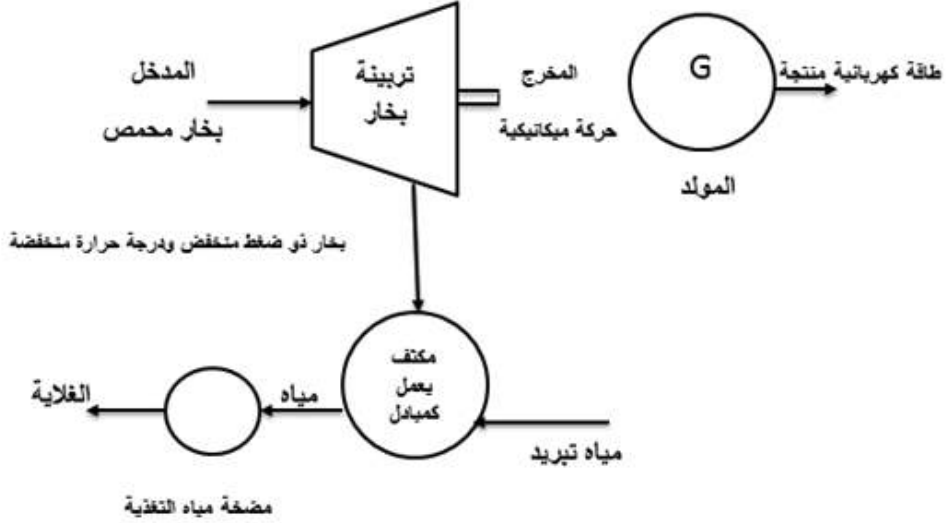 المدخل
بخار محمص
تربينة
بخار
المخرج
حركة ميكانيكية
G
المولد
طاقة كهربائية منتجة
بخار ذو ضغط منخفض ودرجة حرارة منخفضة
مكثف
يعمل
كمبادل
مياه تبريد
مياه
الغلاية
مضخة مياه التغذية